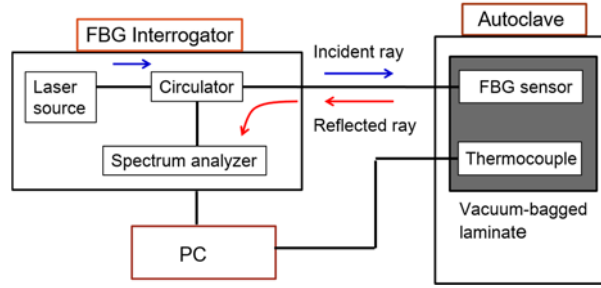 FBG Interrogator
Autoclave
Laser
source
Circulator
Spectrum analyzer
Incident ray
Reflected ray
FBG sensor
Thermocouple
Vacuum-bagged
laminate
PC